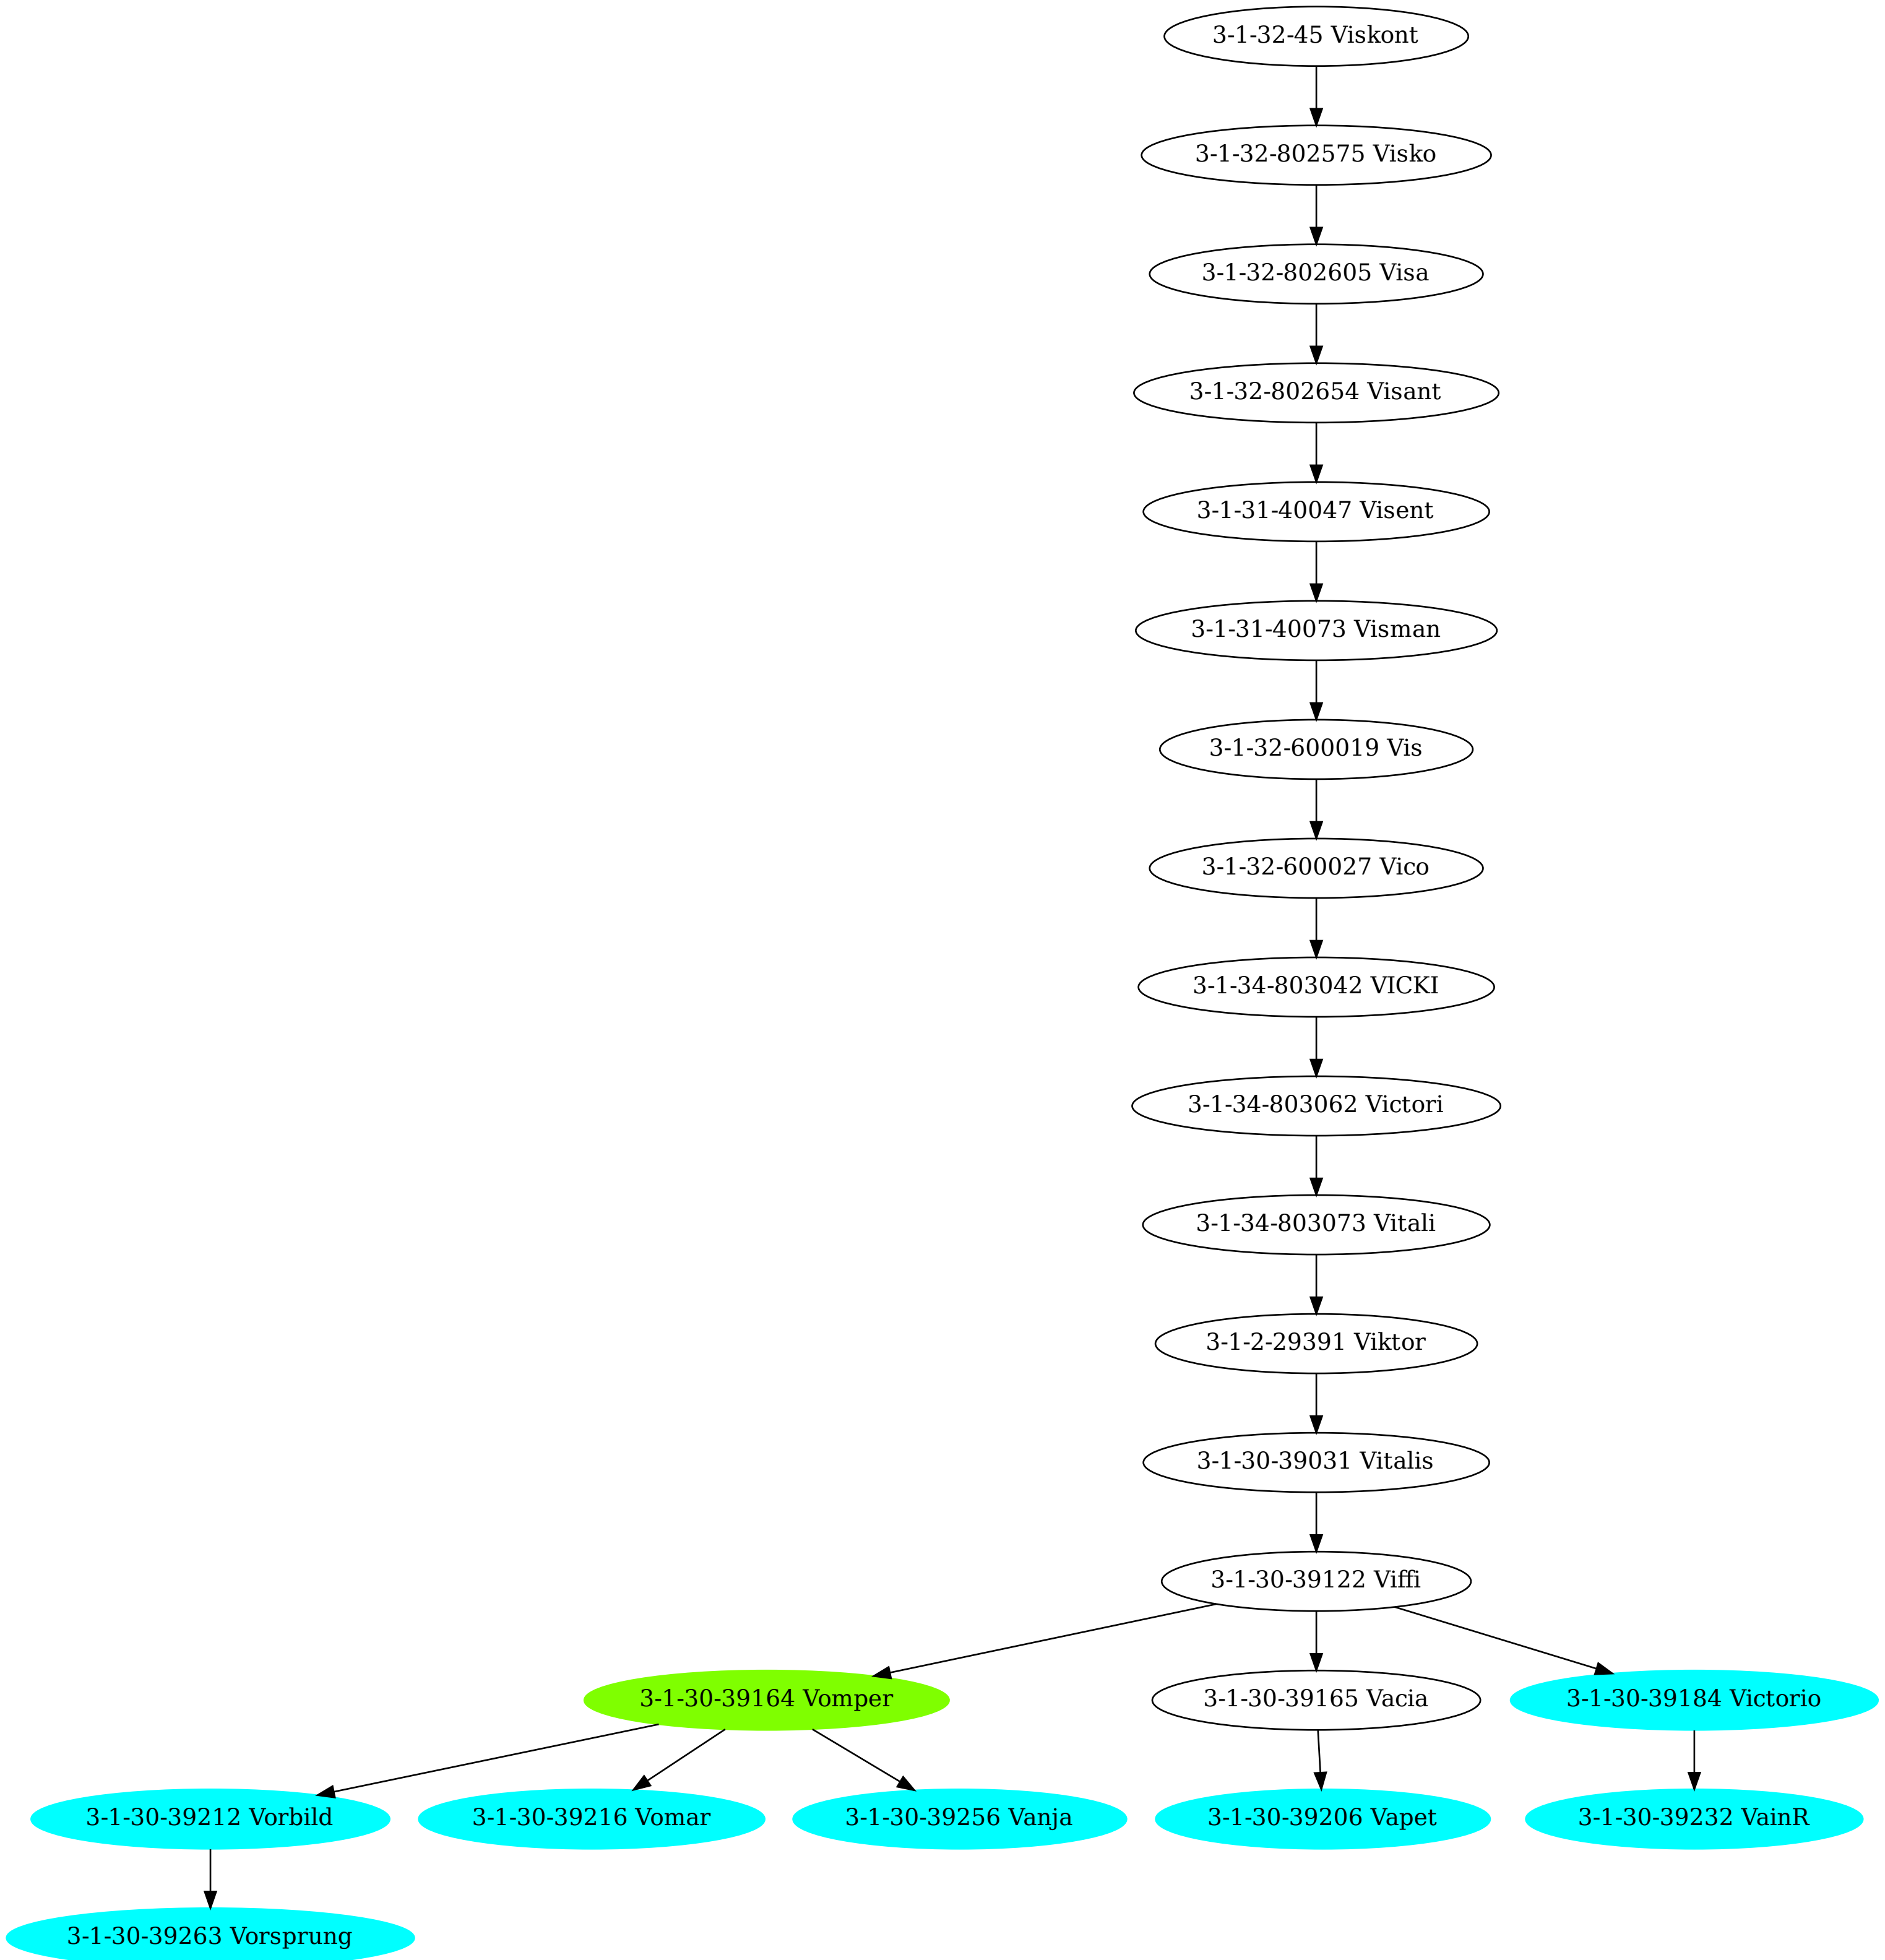 3-1-32-45 Viskont
3-1-32-802575 Visko
3-1-32-802605 Visa
3-1-32-802654 Visant
3-1-31-40047 Visent
3-1-31-40073 Visman
3-1-32-600019 Vis
3-1-32-600027 Vico
3-1-34-803042 VICKI
3-1-34-803062 Victori
3-1-34-803073 Vitali
3-1-2-29391 Viktor
3-1-30-39031 Vitalis
3-1-30-39122 Viffi
3-1-30-39164 Vomper
3-1-30-39165 Vacia
3-1-30-39184 Victorio
3-1-30-39212 Vorbild
3-1-30-39216 Vomar
3-1-30-39256 Vanja
3-1-30-39206 Vapet
3-1-30-39232 VainR
3-1-30-39263 Vorsprung